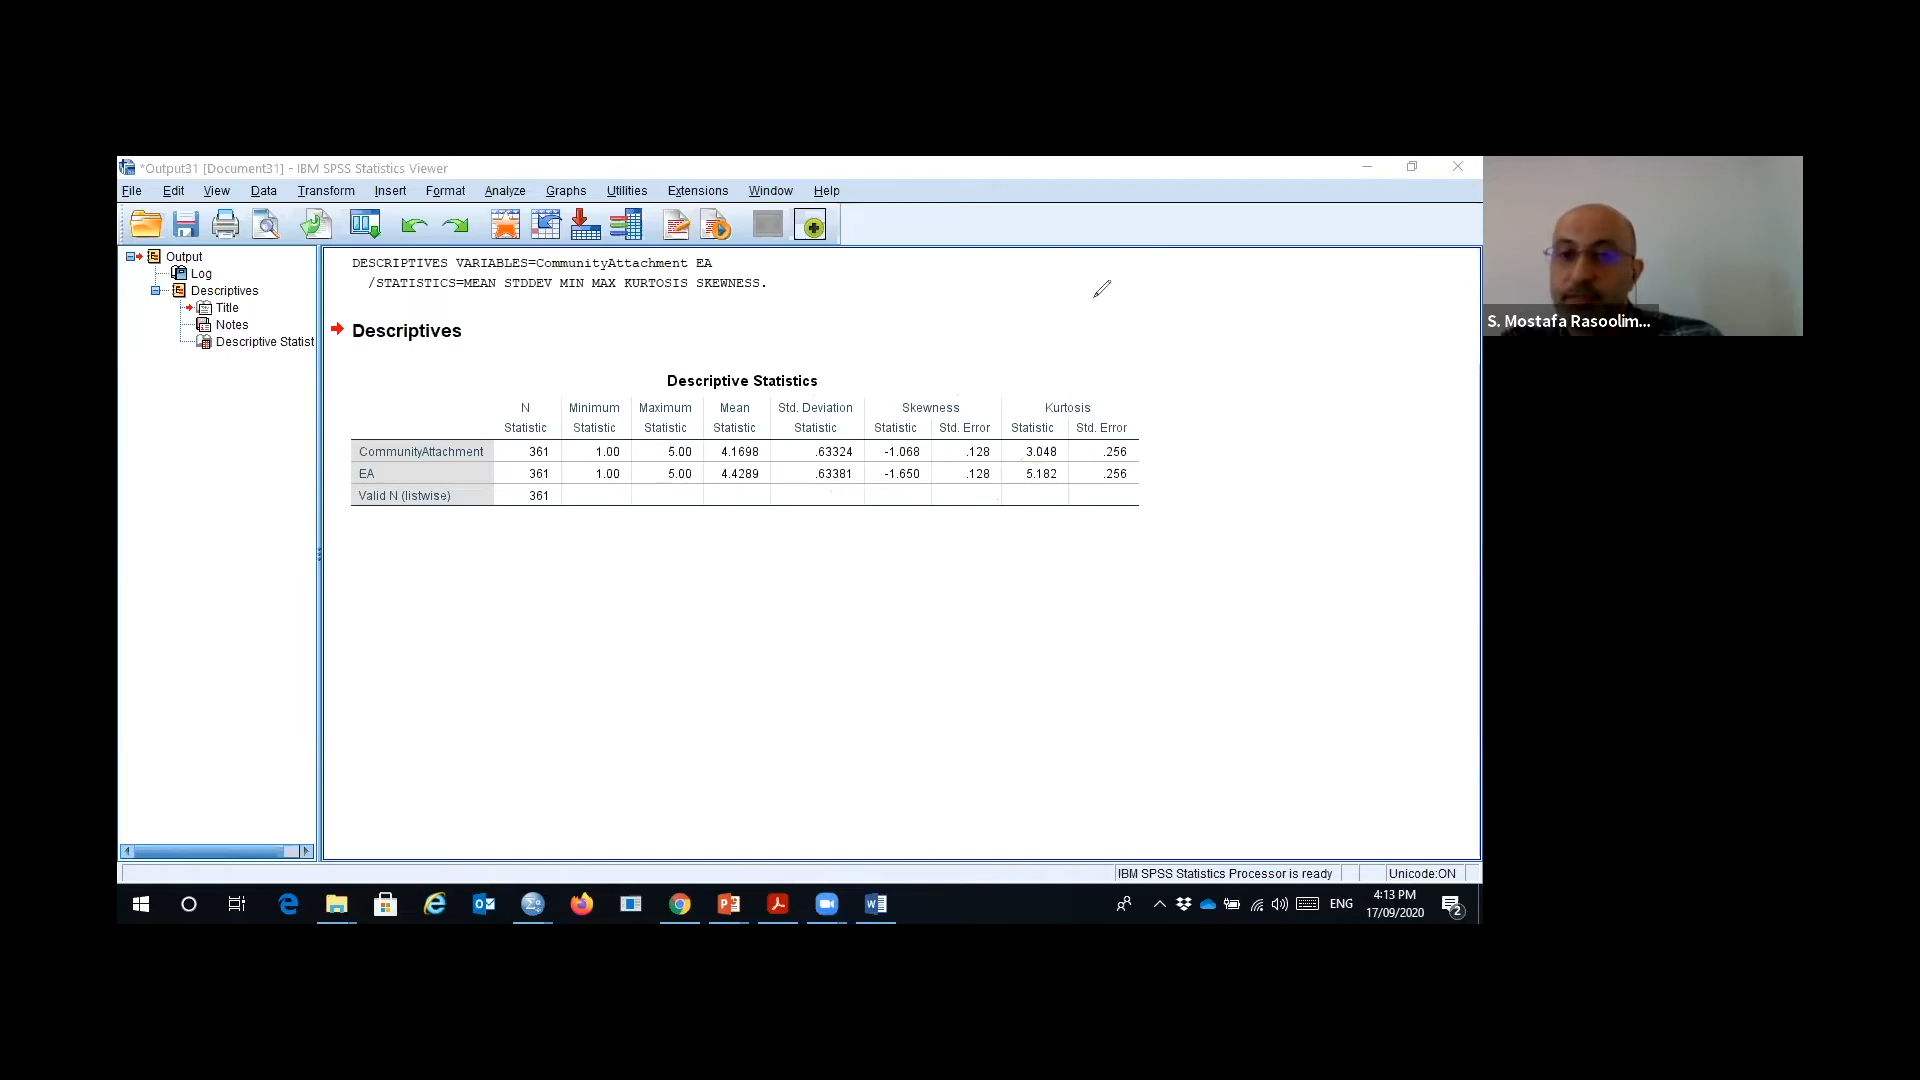 *Output31 [Document31] - IBM SPSS Statistics Viewer
File Edit View Data Transform Insert Format Analyze Graphs Utilities Extensions Window Help
Output
Log
Descriptives
Title
Notes
Descriptive Statist
DESCRIPTIVES VARIABLES=CommunityAttachment EA
/STATISTICS=MEAN STDDEV MIN MAX KURTOSIS SKEWNESS.
Descriptives
Descriptive Statistics
N Minimum Maximum Mean Std. Deviation Skewness Kurtosis
Statistic Statistic Statistic Statistic Statistic Statistic Std. Error Statistic Std. Error
CommunityAttachment 361 1.00 5.00 4.1698 .63324 -1.068 .128 3.048 .256
EA 361 1.00 5.00 4.4289 .63381 -1.650 .128 5.182 .256
Valid N (listwise) 361
S. Mostafa Rasoolim...
IBM SPSS Statistics Processor is ready Unicode:ON
ENG
4:13 PM
17/09/2020
2